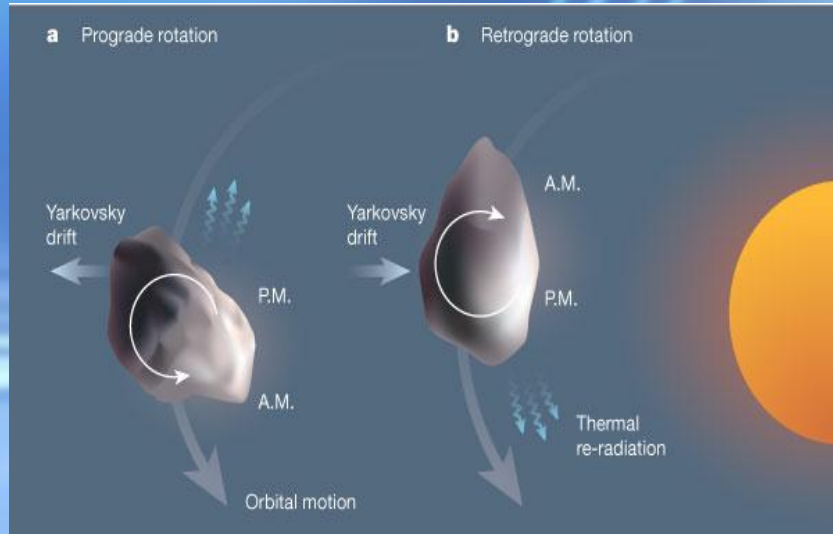 a Prograde rotation
b Retrograde rotation
Yarkovsky
drift
P.M.
A.M.
Orbital motion
Yarkovsky
drift
A.M.
P.M.
Thermal
re-radiation